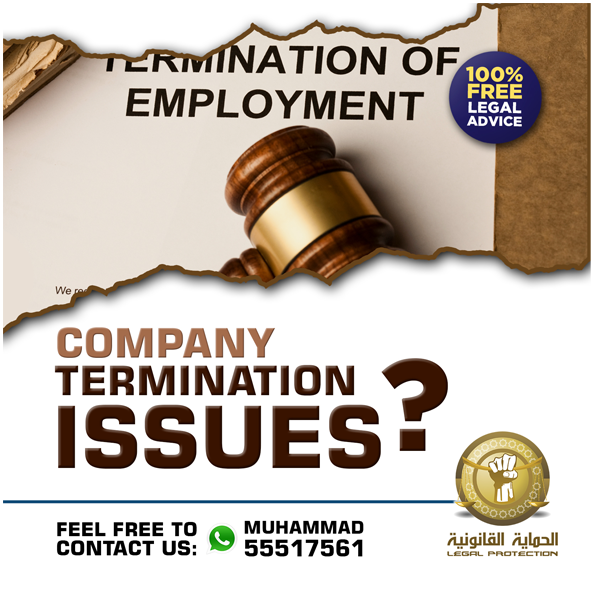 TERMINATION OF
EMPLOYMENT
100%
FREE
LEGAL
ADVICE
We
COMPANY
TERMINATION
ISSUES?
FEEL FREE TO
CONTACT US:
MUHAMMAD
55517561
الحماية القانونية
LEGAL PROTECTION